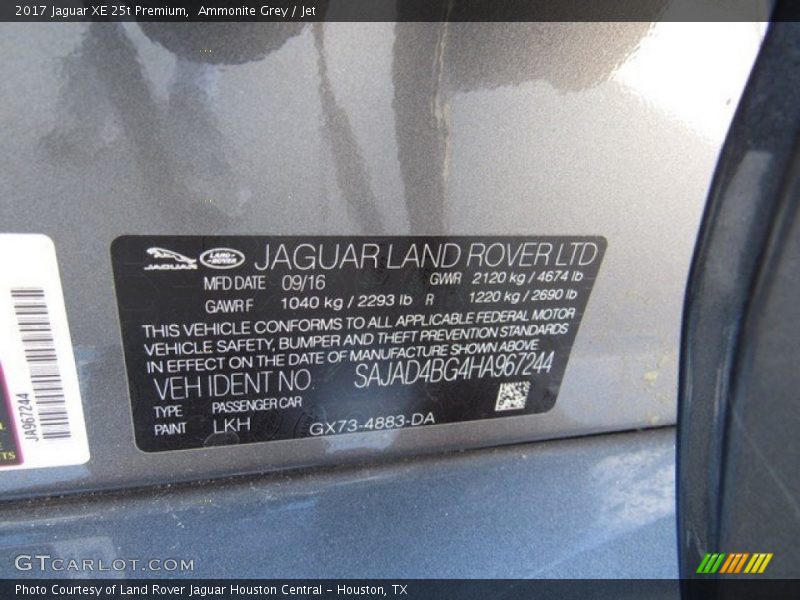 2017 Jaguar XE 25t Premium, Ammonite Grey / Jet
JAGUAR LAND-ROVER JAGUAR LAND ROVER LTD
MFD DATE 09/16 GWR 2120 kg / 4674 lb
GAWR F 1040 kg / 2293 lb R 1220 kg / 2690 lb
THIS VEHICLE CONFORMS TO ALL APPLICABLE FEDERAL MOTOR
VEHICLE SAFETY, BUMPER AND THEFT PREVENTION STANDARDS
IN EFFECT ON THE DATE OF MANUFACTURE SHOWN ABOVE
VEH IDENT NO. SAJAD4BG4HA967244
TYPE PASSENGER CAR
PAINT LKH GX73-4883-DA
JA967244
TS
GTCARLOT.COM
Photo Courtesy of Land Rover Jaguar Houston Central - Houston, TX